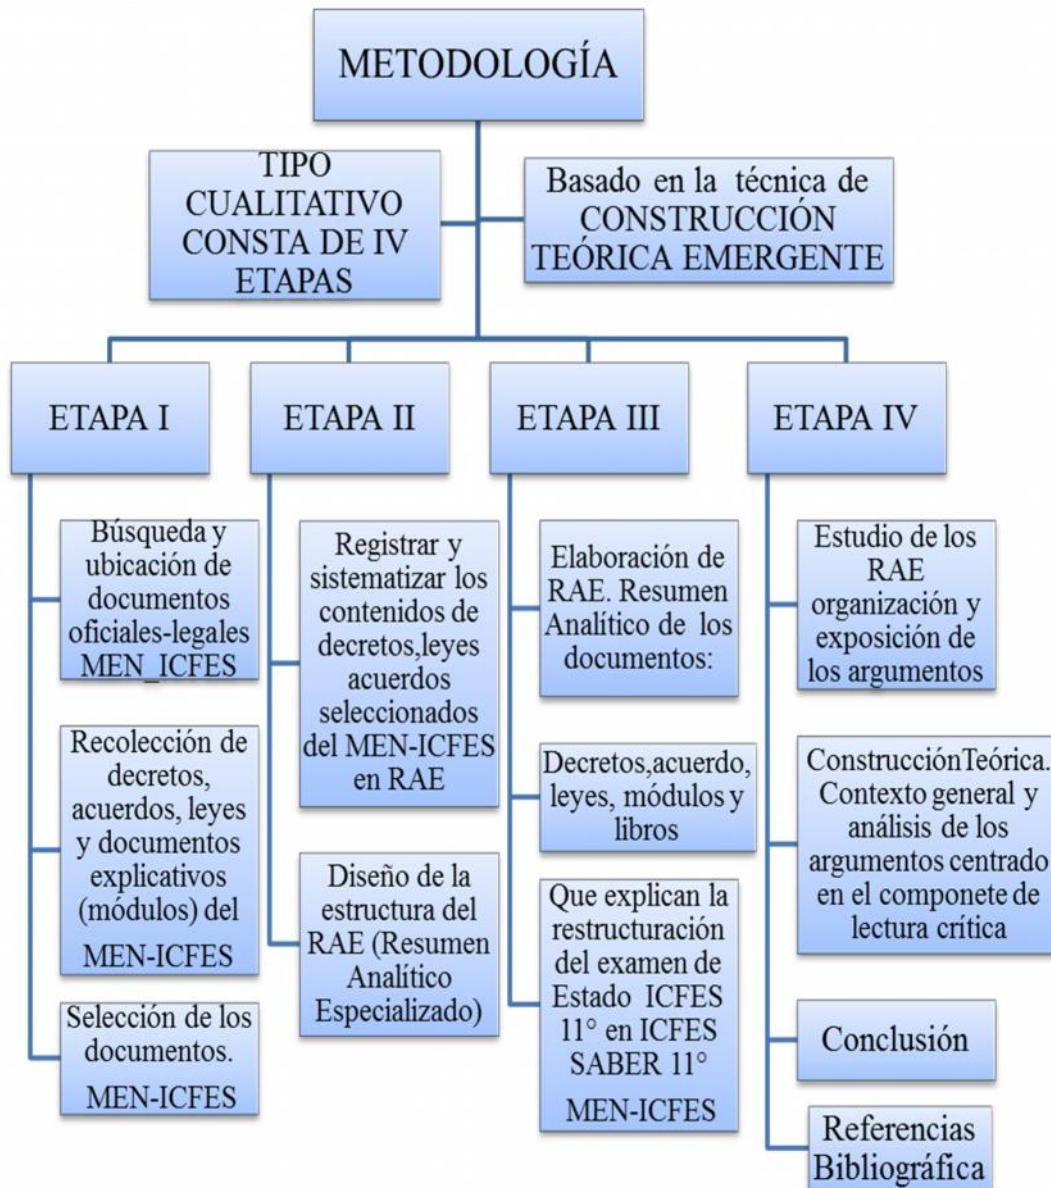 METODOLOGÍA
TIPO
CUALITATIVO
CONSTA DE IV
ETAPAS
Basado en la técnica de
CONSTRUCCIÓN
TEÓRICA EMERGENTE
ETAPA I
Búsqueda y
ubicación de
documentos
oficiales-legales
MEN_ICFES
Recolección de
decretos,
acuerdos, leyes
y documentos
explicativos
(módulos) del
MEN-ICFES
Selección de los
documentos.
MEN-ICFES
ETAPA II
Registrar y
sistematizar los
contenidos de
decretos,leyes
acuerdos
seleccionados
del MEN-ICFES
en RAE
Diseño de la
estructura del
RAE (Resumen
Analítico
Especializado)
ETAPA III
Elaboración de
RAE. Resumen
Analítico de los
documentos:
Decretos,acuerdo,
leyes, módulos y
libros
Que explican la
restructuración
del examen de
Estado ICFES
11° en ICFES
SABER 11°
MEN-ICFES
ETAPA IV
Estudio de los
RAE
organización y
exposición de
los argumentos
ConstrucciónTeórica.
Contexto general y
análisis de los
argumentos centrado
en el componete de
lectura crítica
Conclusión
Referencias
Bibliográfica